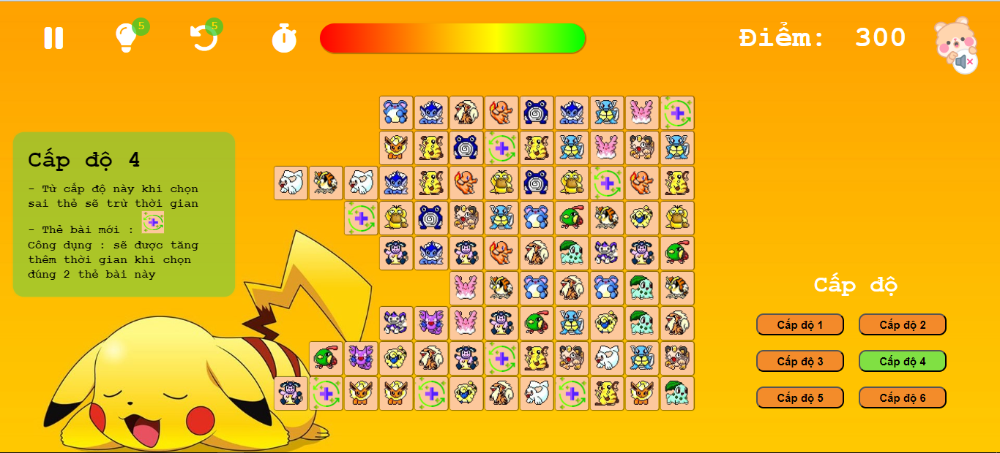 5
5
Điểm: 300
Cấp độ 4
- Từ cấp độ này khi chọn
sai thẻ sẽ trừ thời gian
- Thẻ bài mới :
Công dụng : sẽ được tăng
thêm thời gian khi chọn
đúng 2 thẻ bài này
Cấp độ
Cấp độ 1
Cấp độ 2
Cấp độ 3
Cấp độ 4
Cấp độ 5
Cấp độ 6